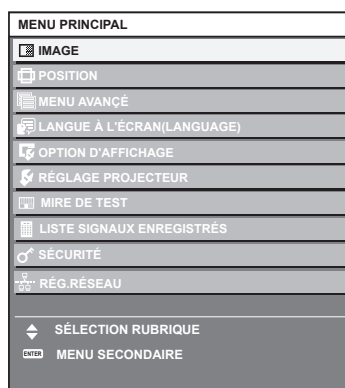 MENU PRINCIPAL
IMAGE
POSITION
MENU AVANÇÉ
LANGUE À L'ÉCRAN(LANGUAGE)
OPTION D'AFFICHAGE
RÉGLAGE PROJECTEUR
MIRE DE TEST
LISTE SIGNAUX ENREGISTRÉS
SÉCURITÉ
RÉG.RÉSEAU
SÉLECTION RUBRIQUE
ENTER MENU SECONDAIRE